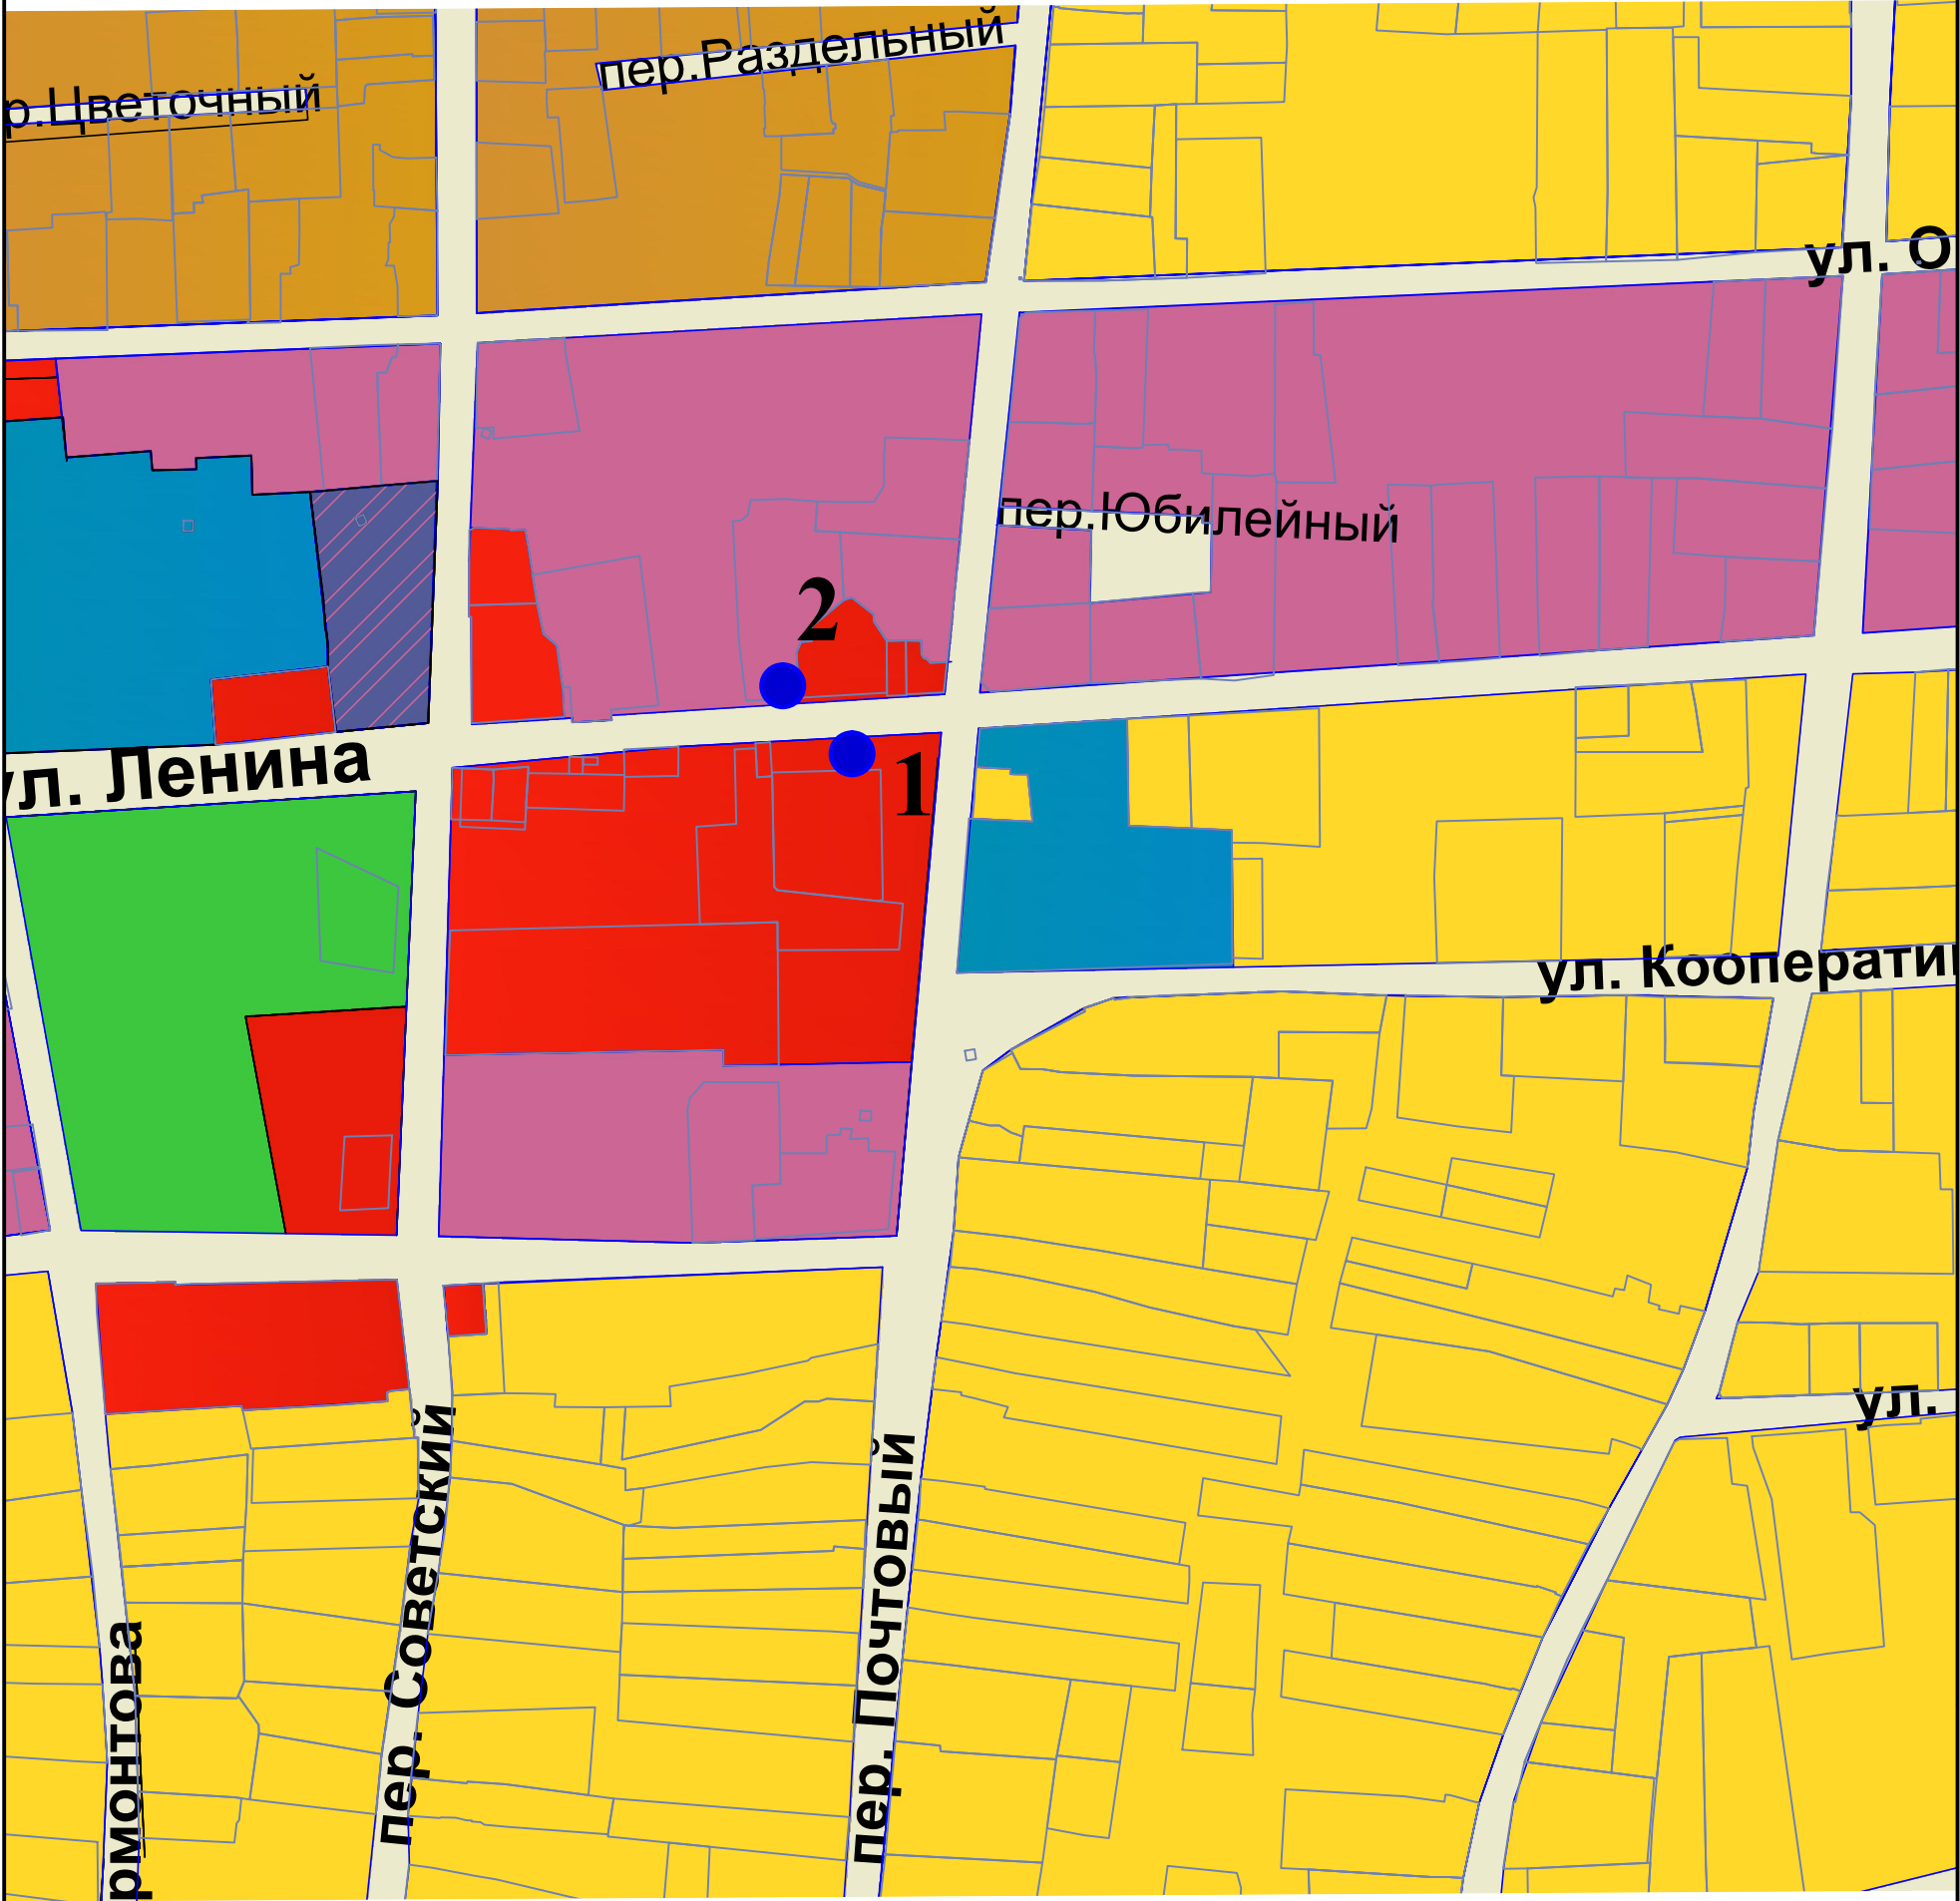 пер.Раздельный
р.Цветочный
ул. О
пер.Юбилейный
2
ул. Ленина
1
ул. Кооперати
ул.
Пер. Советский
пер. Почтовый
рмонтова